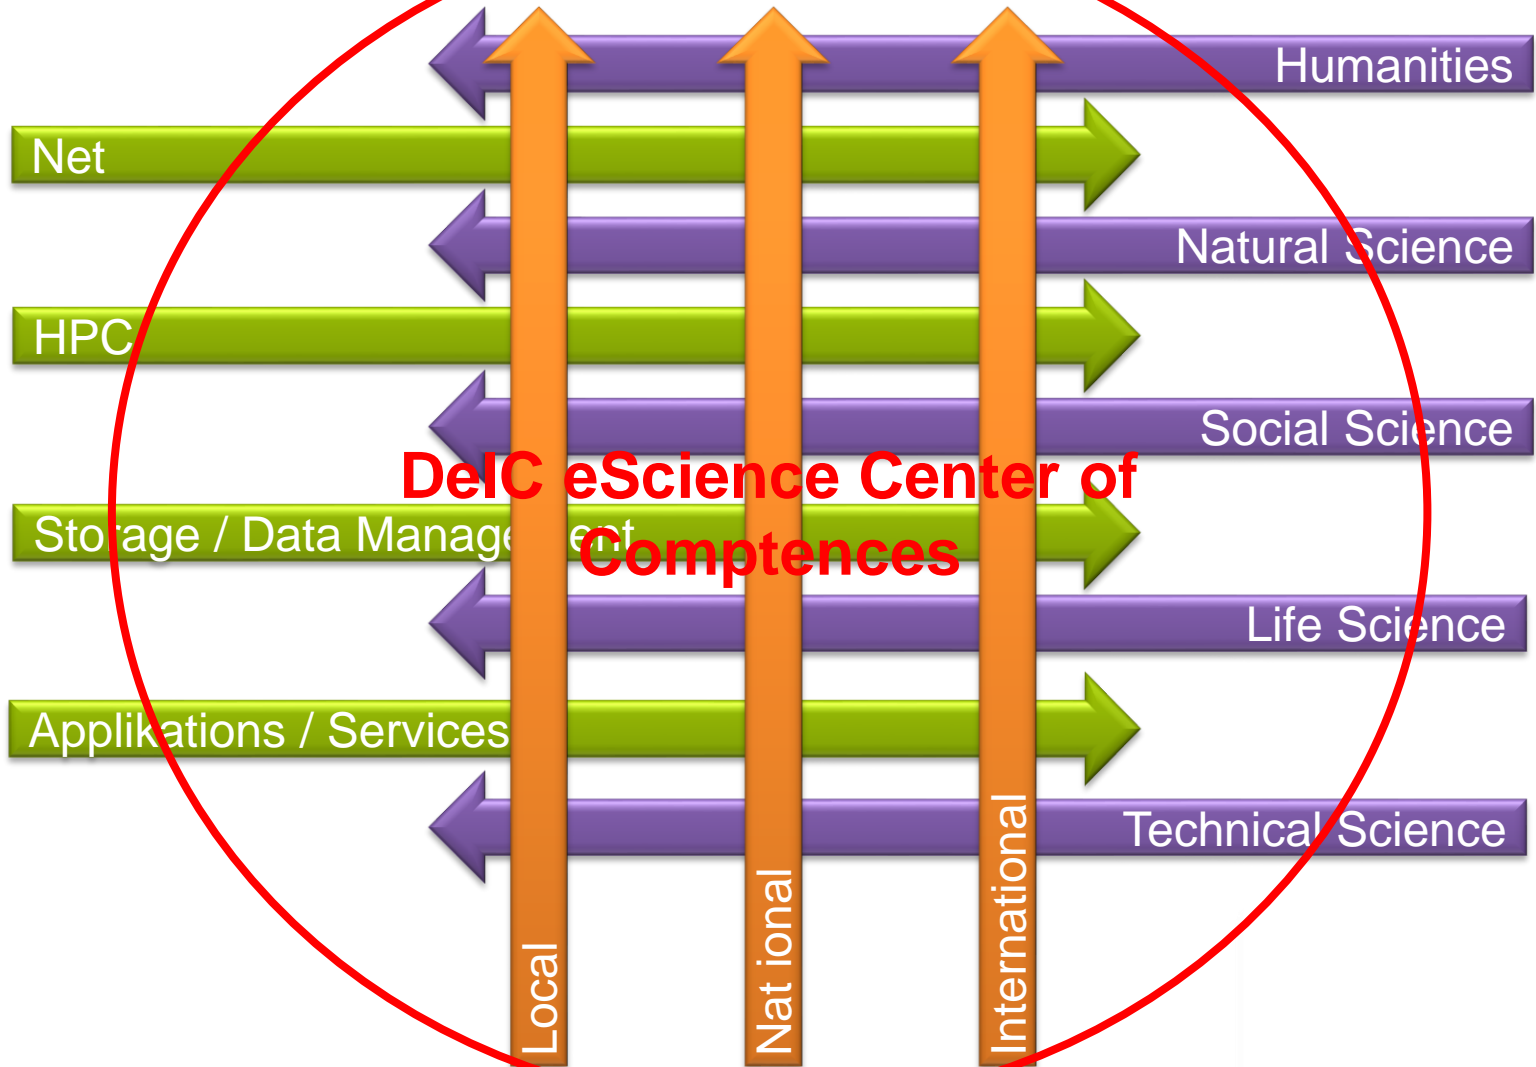 Humanities
Net
Natural Science
HPC
Social Science
DeIC eScience Center of
Comptences
Storage / Data Management
Life Science
Applikations / Services
Technical Science
Local
Nat ional
International